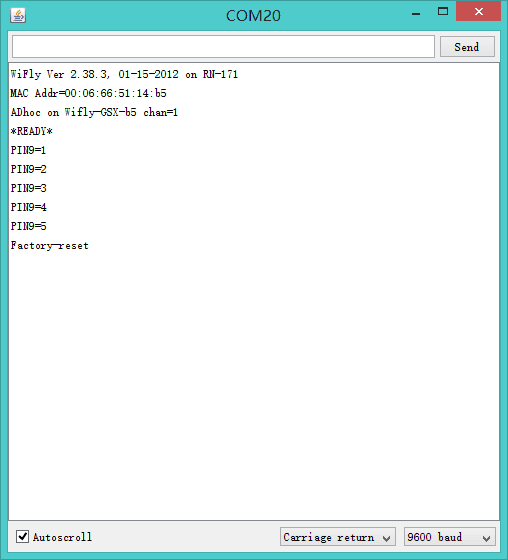 COM20
Send
WiFly Ver 2.38.3, 01-15-2012 on RN-171
MAC Addr=00:06:66:51:14:b5
ADhoc on Wifly-GSX-b5 chan=1
*READY*
PIN9=1
PIN9=2
PIN9=3
PIN9=4
PIN9=5
Factory-reset
Autoscroll
Carriage return
9600 baud